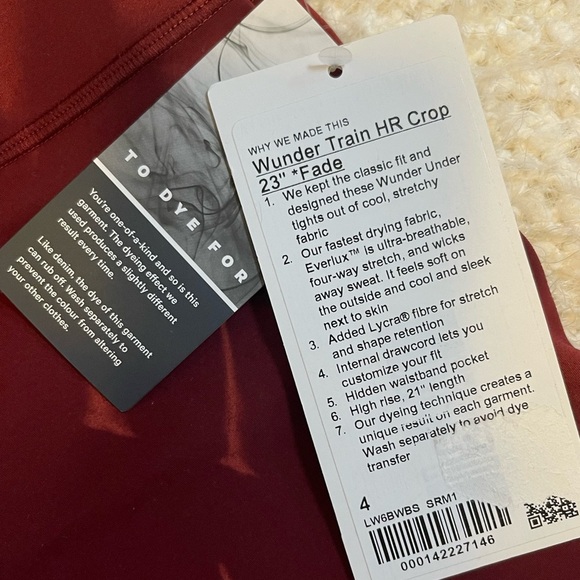 TO DYE FOR
You're one-of-a-kind and so is this
garment. The dyeing effect we
used produces a slightly different
result every time.
Like denim, the dye of this garment
can rub off. Wash separately to
prevent the colour from altering
your other clothes.
WHY WE MADE THIS
Wunder Train HR Crop
23" *Fade
1. We kept the classic fit and
designed these Wunder Under
tights out of cool, stretchy
fabric
2. Our fastest drying fabric,
Everlux™ is ultra-breathable,
four-way stretch, and wicks
away sweat. It feels soft on
the outside and cool and sleek
next to skin
3. Added Lycra® fibre for stretch
and shape retention
4. Internal drawcord lets you
customize your fit
5. Hidden waistband pocket
6. High rise, 21" length
7. Our dyeing technique creates a
unique result on each garment.
Wash separately to avoid dye
transfer
4
LW6BWBS SRM1
000142227146